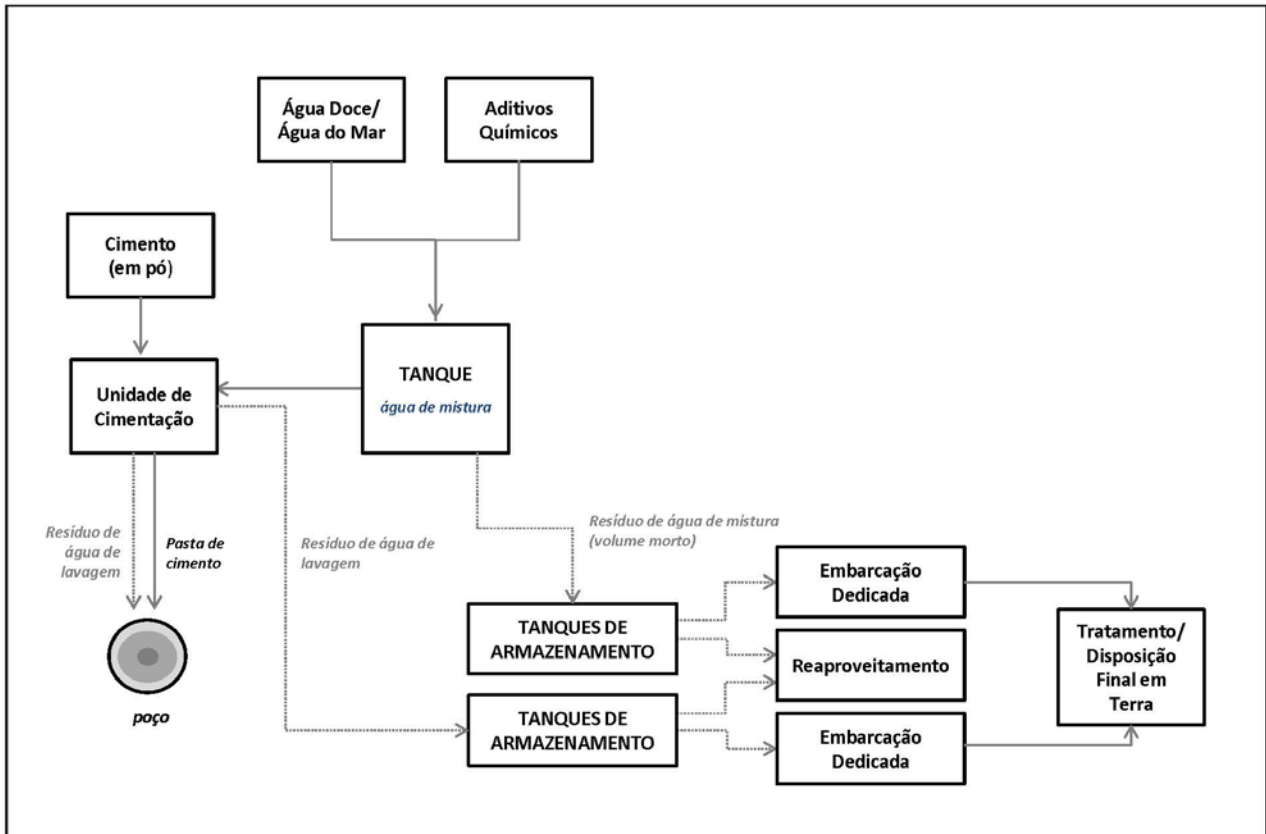 Água Doce/
Água do Mar
Aditivos
Químicos
Cimento
(em pó)
TANQUE
água de mistura
Unidade de
Cimentação
Resíduo de
água de
lavagem
Pasta de
cimento
Resíduo de água de
lavagem
Resíduo de água de mistura
(volume morto)
poço
TANQUES DE
ARMAZENAMENTO
TANQUES DE
ARMAZENAMENTO
Embarcação
Dedicada
Reaproveitamento
Embarcação
Dedicada
Tratamento/
Disposição
Final em
Terra